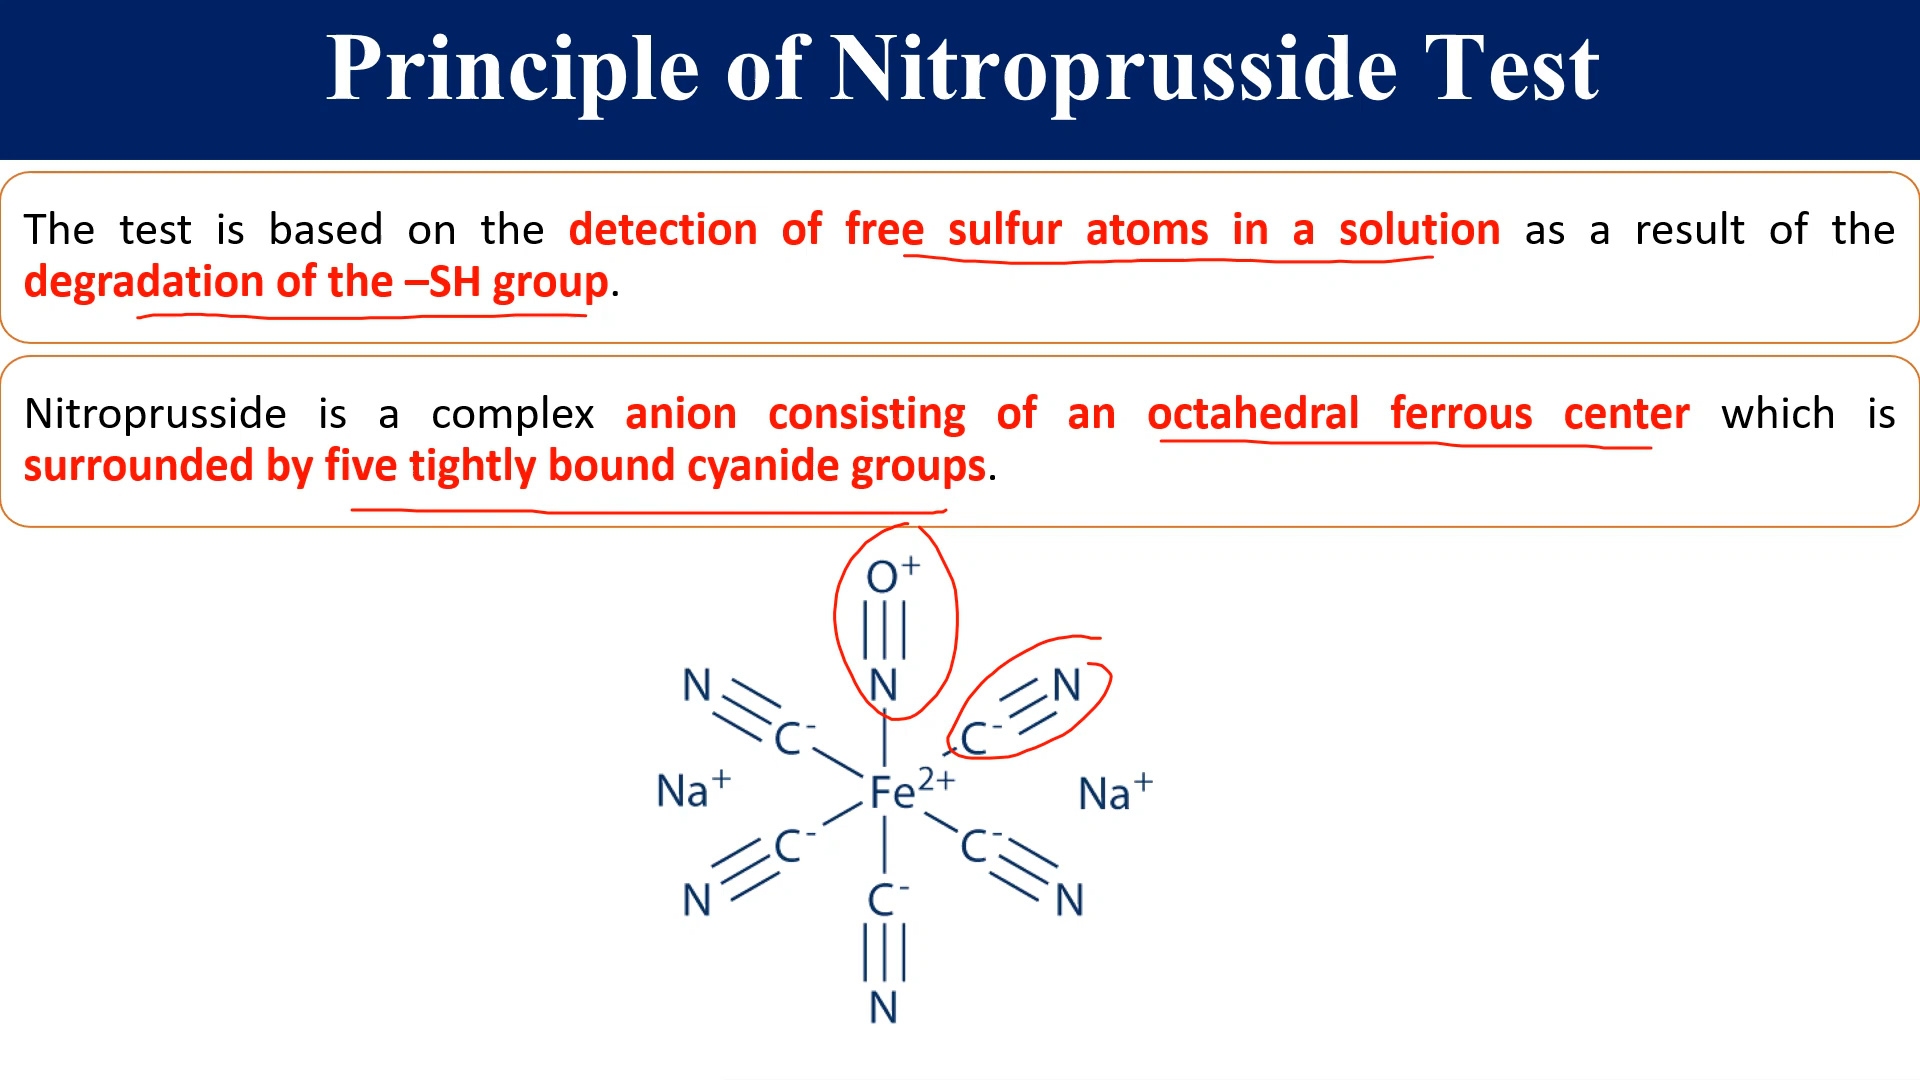 Principle of Nitroprusside Test
The test is based on the detection of free sulfur atoms in a solution as a result of the
degradation of the –SH group.
Nitroprusside is a complex anion consisting of an octahedral ferrous center which is
surrounded by five tightly bound cyanide groups.
O⁺
N N N
C⁻ C⁻
Na⁺ Fe²⁺ Na⁺
C⁻ C⁻
N C⁻ N
N